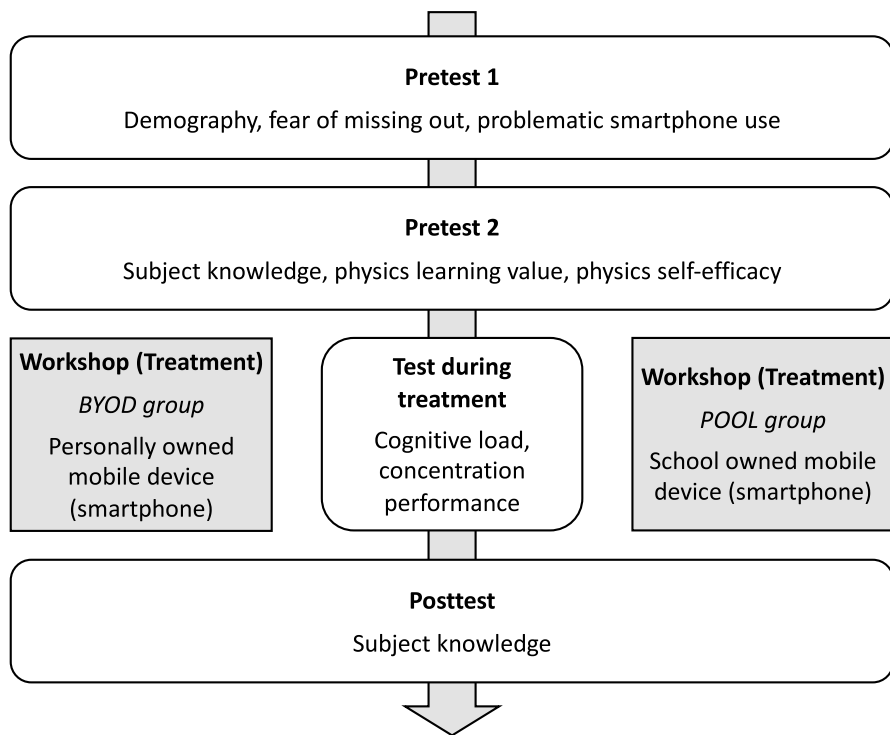 Pretest 1
Demography, fear of missing out, problematic smartphone use
Pretest 2
Subject knowledge, physics learning value, physics self-efficacy
Workshop (Treatment)
BYOD group
Personally owned
mobile device
(smartphone)
Test during
treatment
Cognitive load,
concentration
performance
Workshop (Treatment)
POOL group
School owned mobile
device (smartphone)
Posttest
Subject knowledge